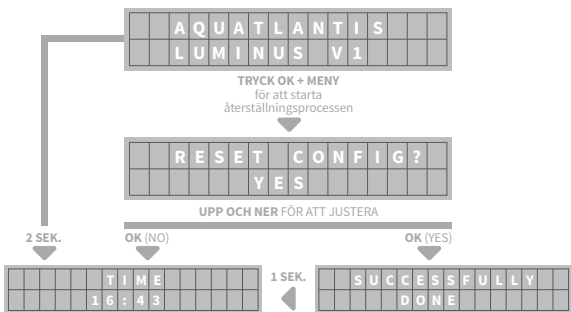 AQUATLANTIS
LUMINUS V1
TRYCK OK + MENY
för att starta
återställningsprocessen
RESET CONFIG?
YES
UPP OCH NER FÖR ATT JUSTERA
2 SEK.
OK (NO)
OK (YES)
TIME
16:43
1 SEK.
SUCCESSFULLY
DONE